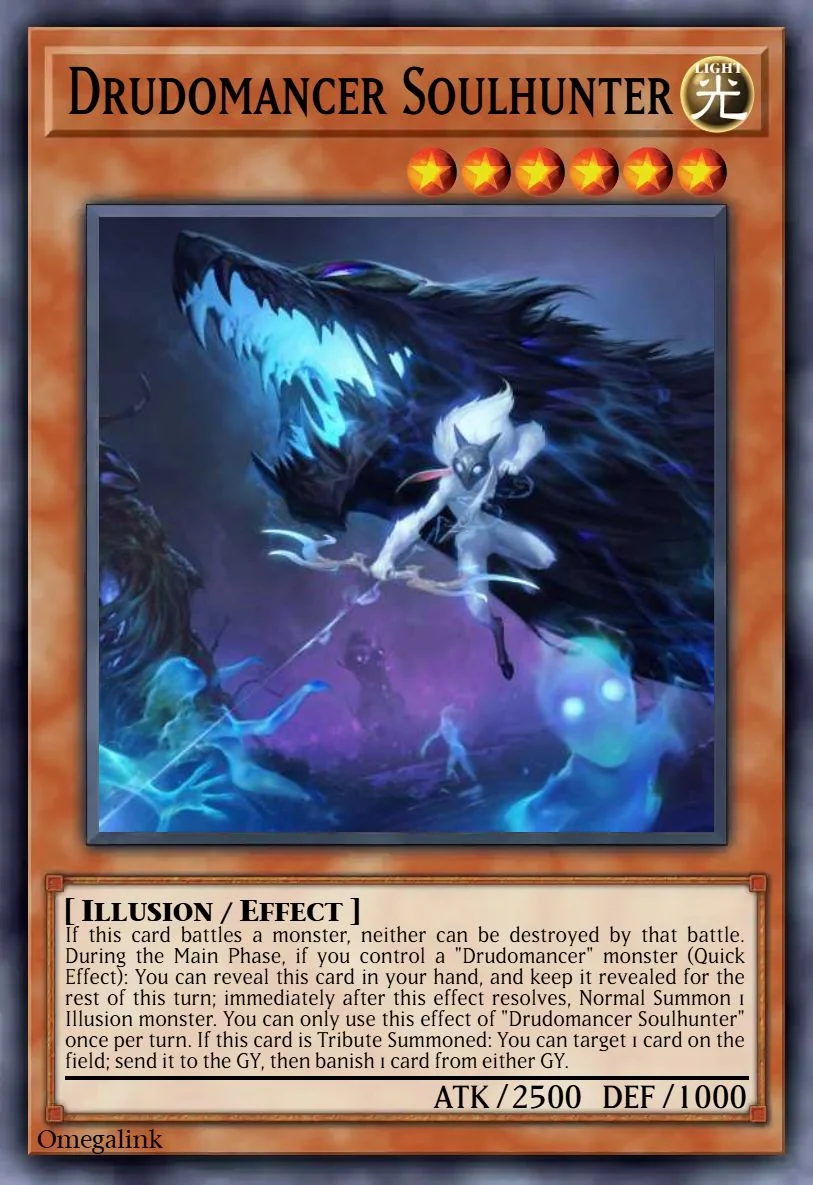 Drudomancer Soulhunter
LIGHT
光
[ Illusion / Effect ]
If this card battles a monster, neither can be destroyed by that battle.
During the Main Phase, if you control a "Drudomancer" monster (Quick
Effect): You can reveal this card in your hand, and keep it revealed for the
rest of this turn; immediately after this effect resolves, Normal Summon 1
Illusion monster. You can only use this effect of "Drudomancer Soulhunter"
once per turn. If this card is Tribute Summoned: You can target 1 card on the
field; send it to the GY, then banish 1 card from either GY.
ATK / 2500 DEF / 1000
Omegalink